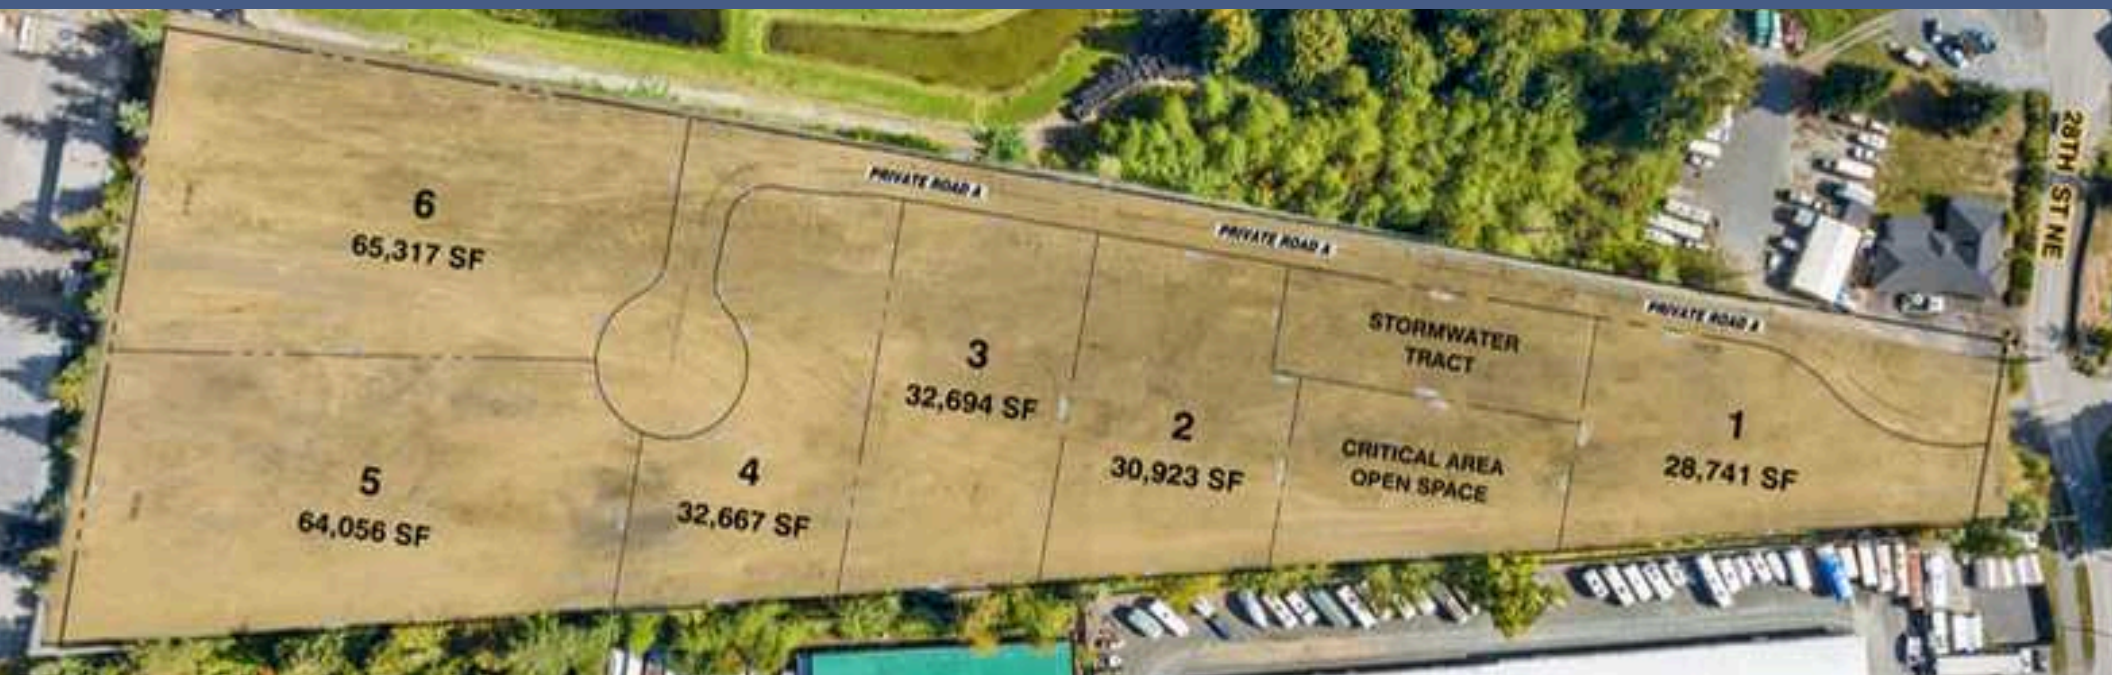 6
65,317 SF
PRIVATE ROAD A
PRIVATE ROAD A
PRIVATE ROAD A
28TH ST NE
STORMWATER
TRACT
3
32,694 SF
2
30,923 SF
1
28,741 SF
CRITICAL AREA
OPEN SPACE
5
64,056 SF
4
32,667 SF